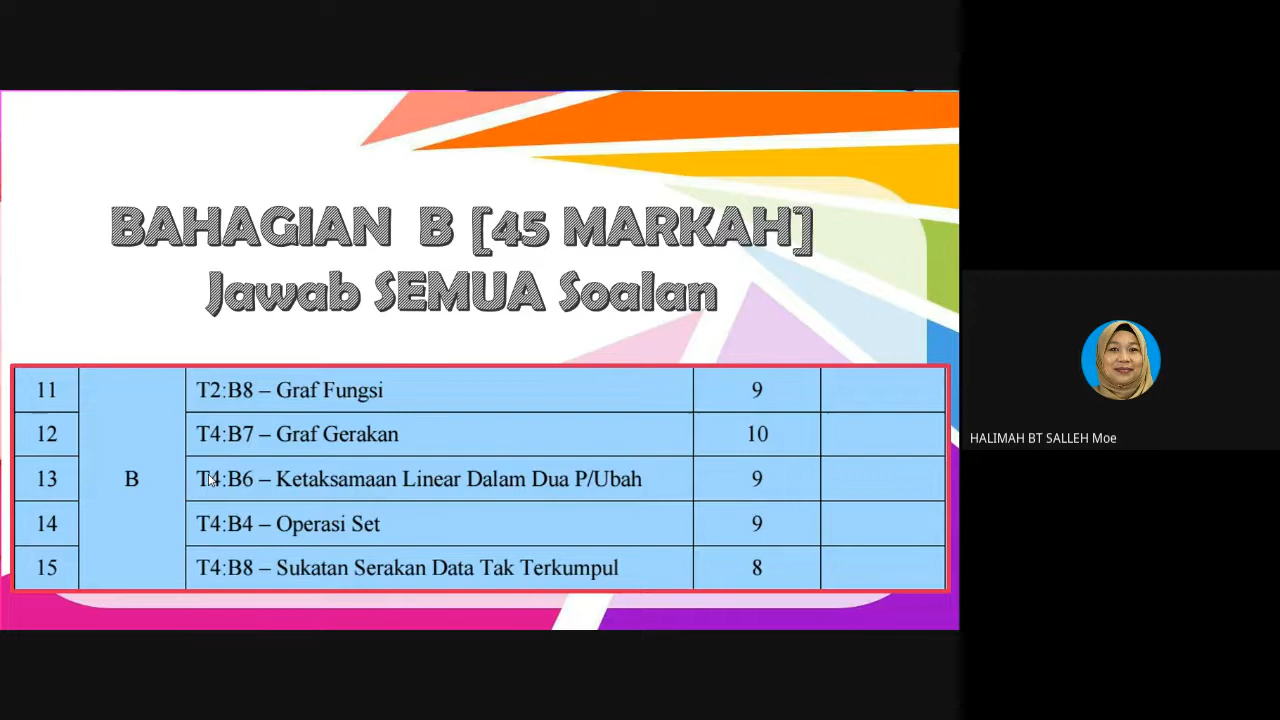 BAHAGIAN B [45 MARKAH]
Jawab SEMUA Soalan
11 T2:B8 – Graf Fungsi 9
12 T4:B7 – Graf Gerakan 10
13 B T4:B6 – Ketaksamaan Linear Dalam Dua P/Ubah 9
14 T4:B4 – Operasi Set 9
15 T4:B8 – Sukatan Serakan Data Tak Terkumpul 8
HALIMAH BT SALLEH Moe